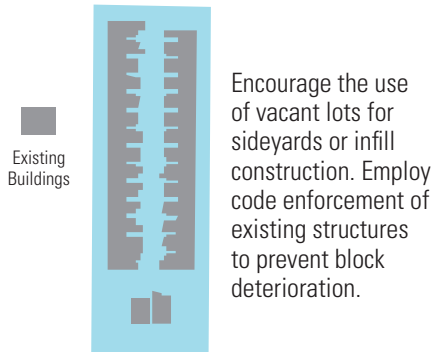 Existing
Buildings
Encourage the use
of vacant lots for
sideyards or infill
construction. Employ
code enforcement of
existing structures
to prevent block
deterioration.